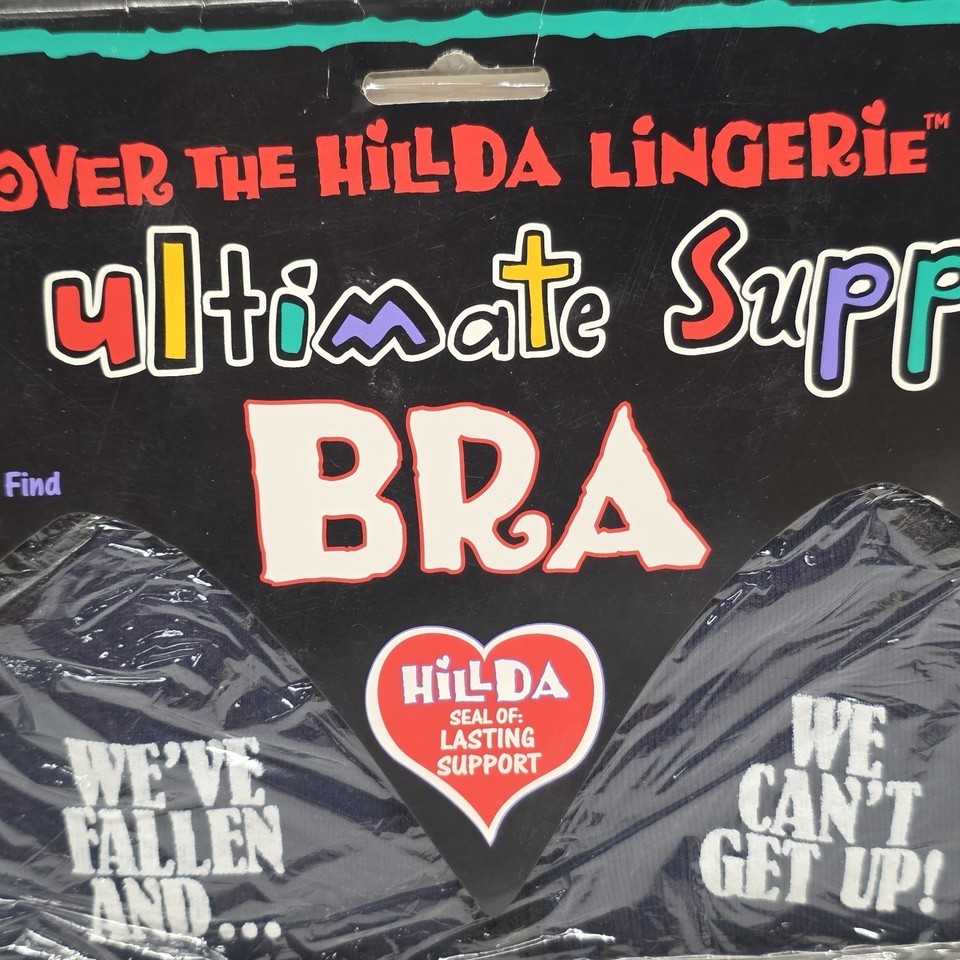 OVER THE HiLLDA LiNGERiE™
ultimate Supp
BRA
Find
HiLLDA
SEAL OF:
LASTING
SUPPORT
WE'VE
FALLEN
AND....
WE
CAN'T
GET UP!